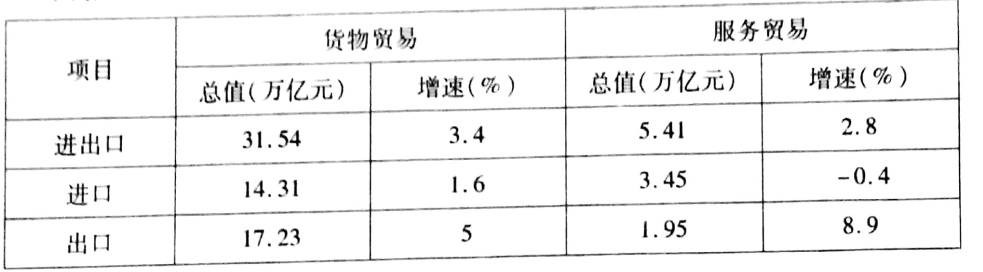 项目 货物贸易 服务贸易
总值(万亿元) 增速(%) 总值(万亿元) 增速(%)
进出口 31.54 3.4 5.41 2.8
进口 14.31 1.6 3.45 -0.4
出口 17.23 5 1.95 8.9